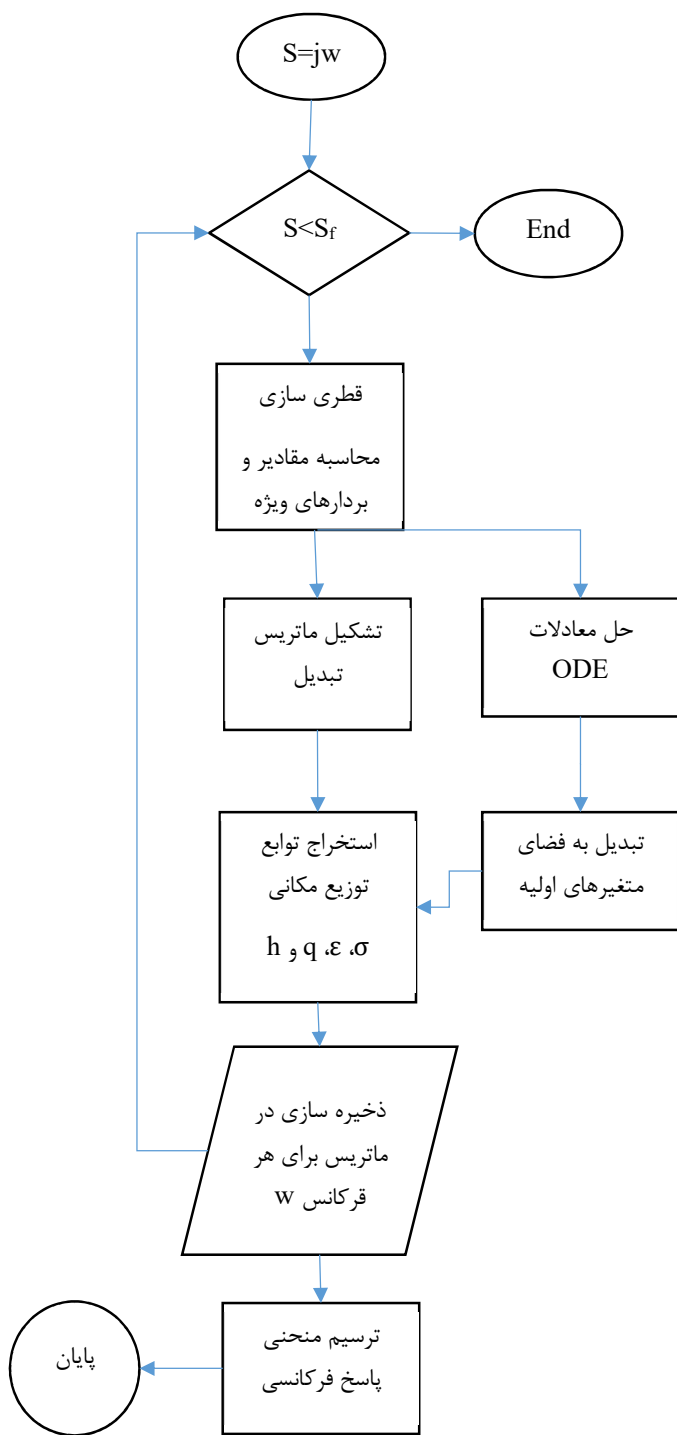 S=jw
S<Sf
End
قطری سازی
محاسبه مقادیر و
بردارهای ویژه
تشکیل ماتریس
تبدیل
حل معادلات
ODE
استخراج توابع
توزیع مکانی
σ، ε، q و h
تبدیل به فضای
متغیرهای اولیه
ذخیره سازی در
ماتریس برای هر
قرکانس w
ترسیم منحنی
پاسخ فرکانسی
پایان